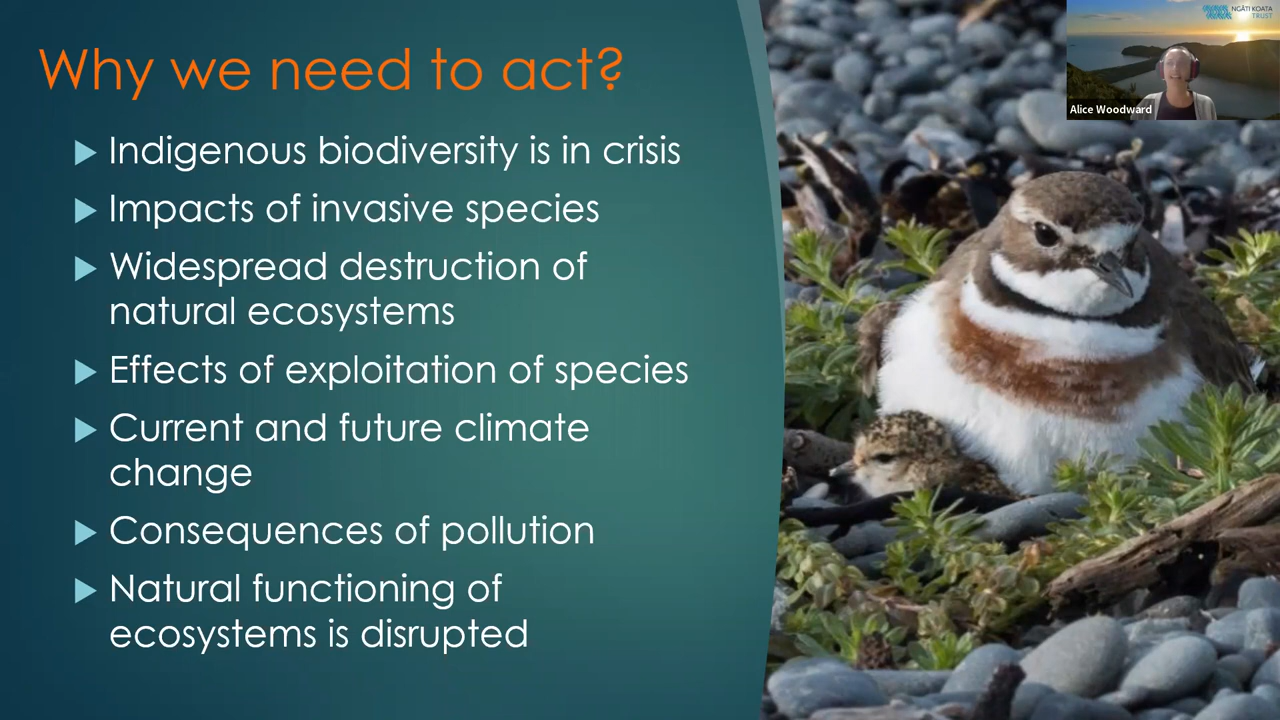 Why we need to act?
Indigenous biodiversity is in crisis
Impacts of invasive species
Widespread destruction of
natural ecosystems
Effects of exploitation of species
Current and future climate
change
Consequences of pollution
Natural functioning of
ecosystems is disrupted
NGĀTI KOATA
TRUST
Alice Woodward